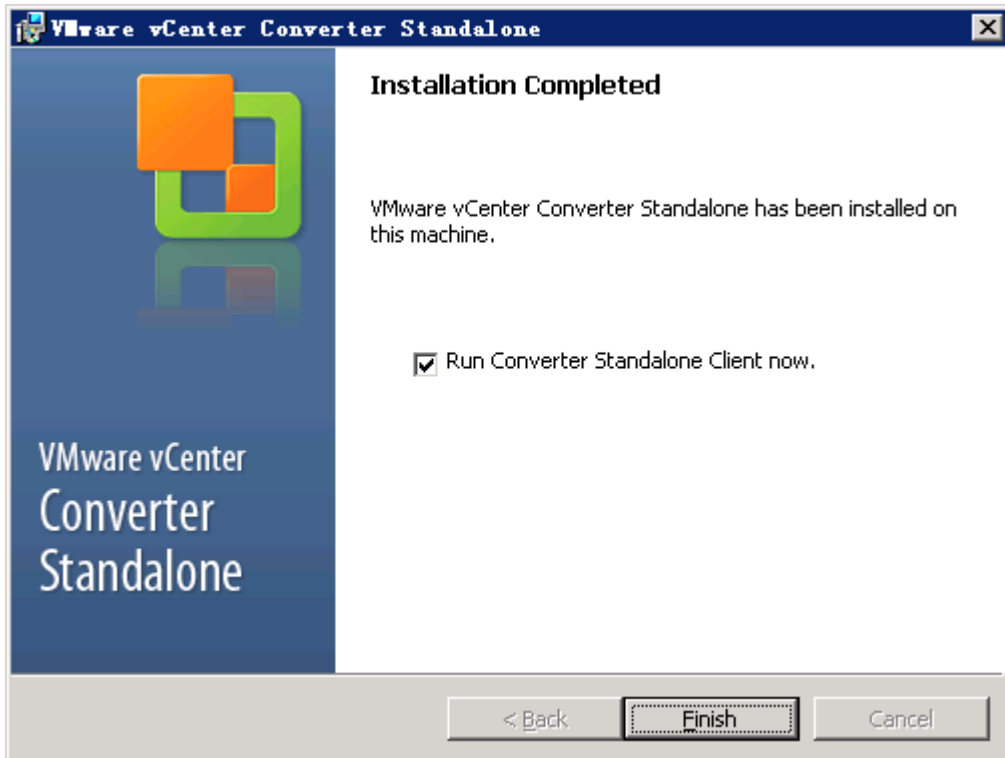 VMware vCenter Converter Standalone
Installation Completed
VMware vCenter Converter Standalone has been installed on
this machine.
Run Converter Standalone Client now.
VMware vCenter
Converter
Standalone
< Back
Finish
Cancel